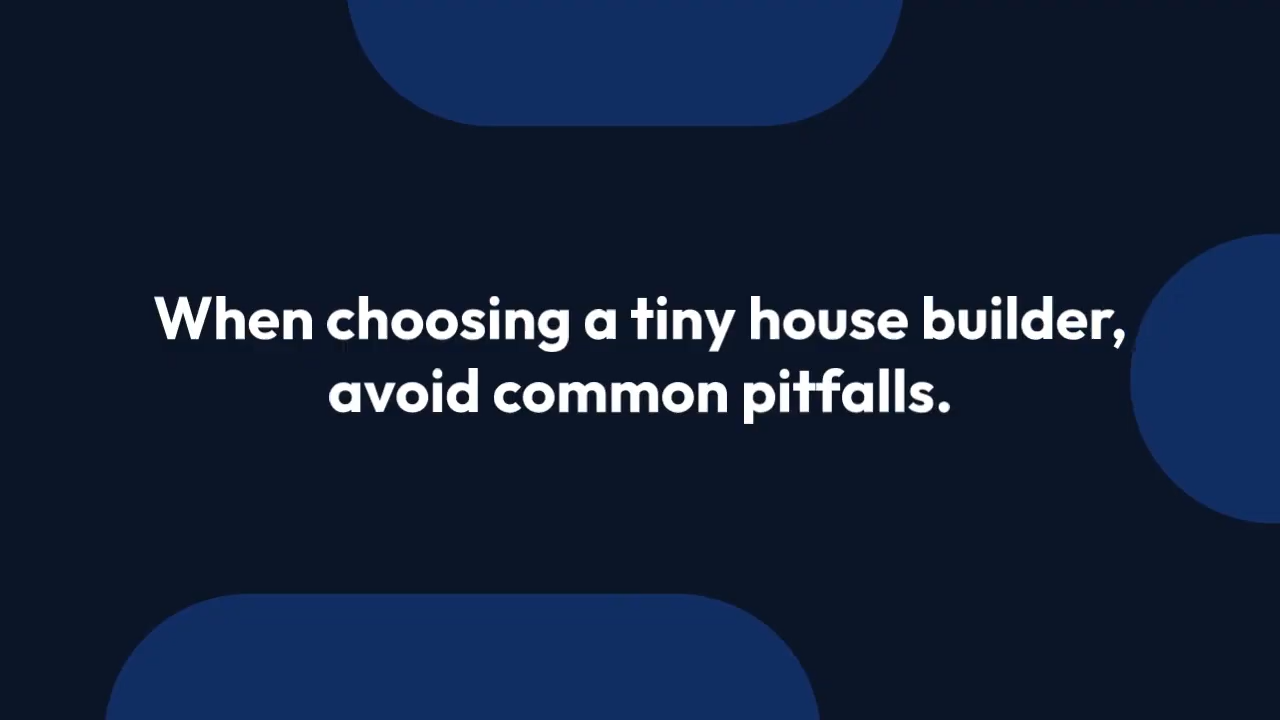 When choosing a tiny house builder,
avoid common pitfalls.